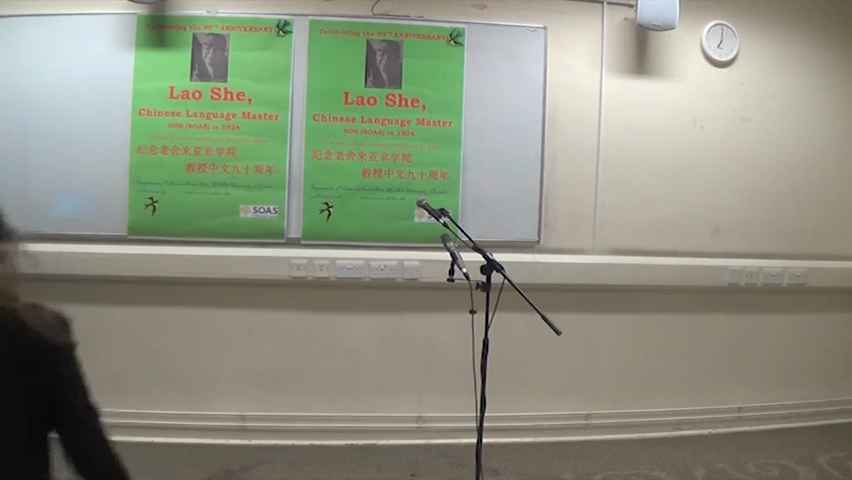 Celebrating the 90TH ANNIVERSARY
Lao She,
Chinese Language Master
SOS (SOAS) in 1924
纪念老舍来亚非学院
教授中文九十周年
SOAS
Celebrating the 90TH ANNIVERSARY
Lao She,
Chinese Language Master
SOS (SOAS) in 1924
纪念老舍来亚非学院
教授中文九十周年
SOAS